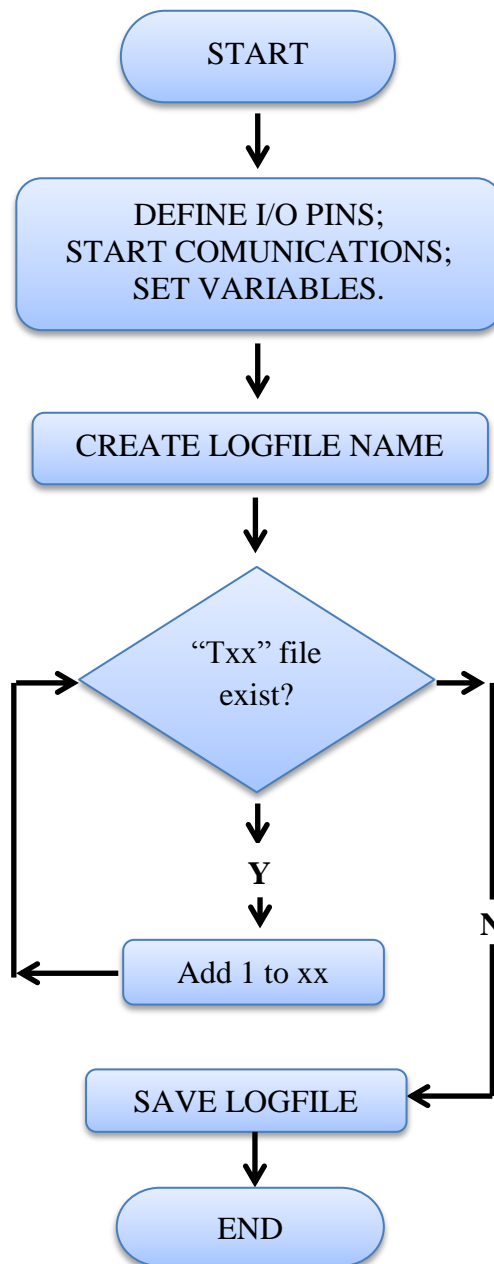 START
DEFINE I/O PINS;
START COMUNICATIONS;
SET VARIABLES.
CREATE LOGFILE NAME
“Txx” file
exist?
Y
N
Add 1 to xx
SAVE LOGFILE
END